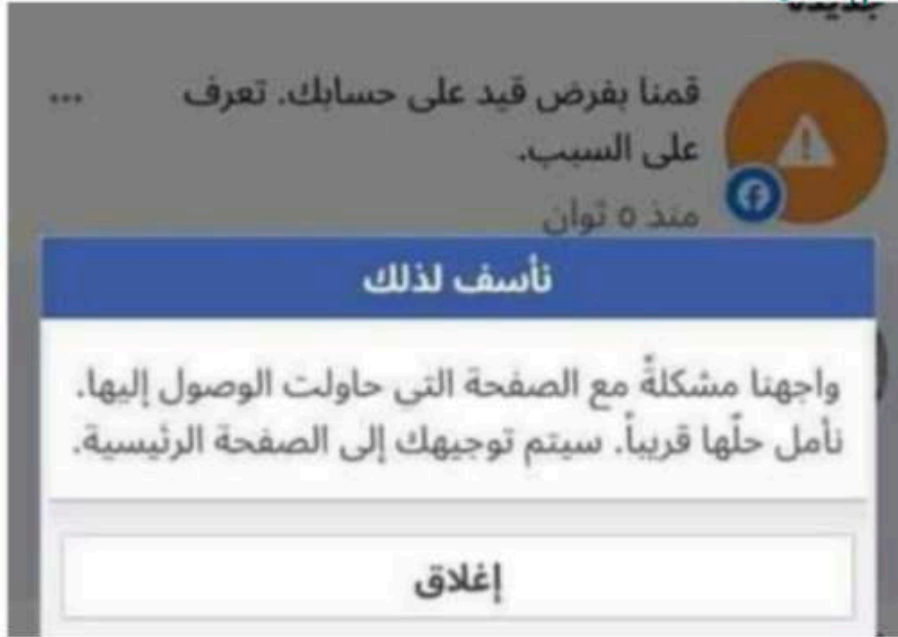 جديدة
قمنا بفرض قيد على حسابك. تعرف
على السبب.
منذ ٥ ثوان
نأسف لذلك
واجهنا مشكلةً مع الصفحة التي حاولت الوصول إليها.
نأمل حلّها قريباً. سيتم توجيهك إلى الصفحة الرئيسية.
إغلاق